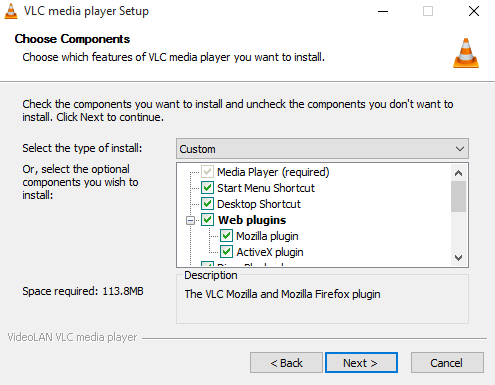 VLC media player Setup
Choose Components
Choose which features of VLC media player you want to install.
Check the components you want to install and uncheck the components you don't want to
install. Click Next to continue.
Select the type of install:
Custom
Or, select the optional
components you wish to
install:
Media Player (required)
Start Menu Shortcut
Desktop Shortcut
Web plugins
Mozilla plugin
ActiveX plugin
Space required: 113.8MB
Description
The VLC Mozilla and Mozilla Firefox plugin
VideoLAN VLC media player
< Back
Next >
Cancel